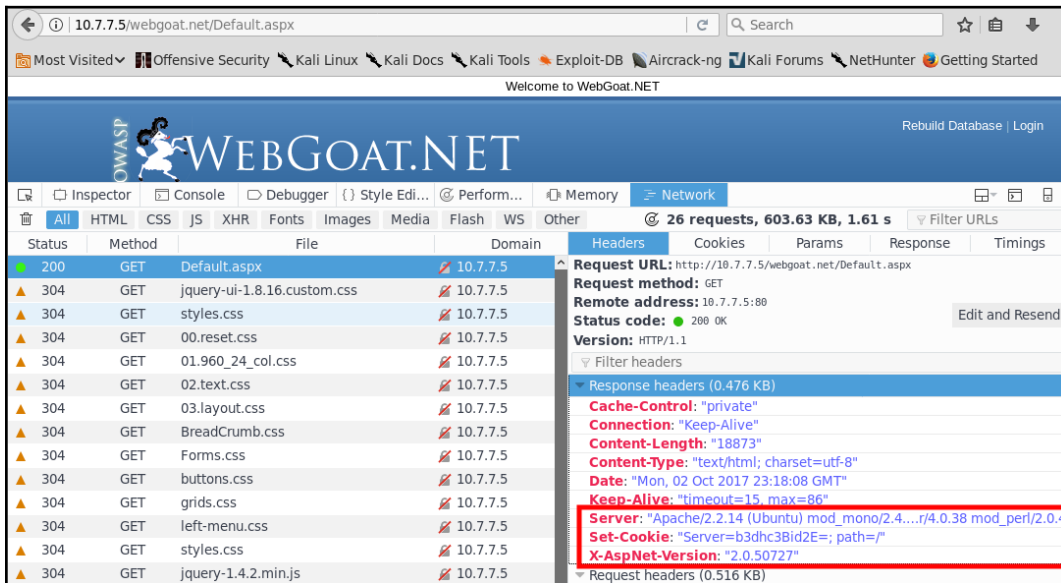 10.7.7.5/webgoat.net/Default.aspx
Search
Most Visited Offensive Security Kali Linux Kali Docs Kali Tools Exploit-DB Aircrack-ng Kali Forums NetHunter Getting Started
Welcome to WebGoat.NET
OWASP
WEBGOAT.NET
Rebuild Database | Login
Inspector Console Debugger { } Style Edi... Perform... Memory Network
All HTML CSS JS XHR Fonts Images Media Flash WS Other 26 requests, 603.63 KB, 1.61 s Filter URLs
Status Method File Domain Headers Cookies Params Response Timings
200 GET Default.aspx 10.7.7.5
304 GET jquery-ui-1.8.16.custom.css 10.7.7.5
304 GET styles.css 10.7.7.5
304 GET 00.reset.css 10.7.7.5
304 GET 01.960_24_col.css 10.7.7.5
304 GET 02.text.css 10.7.7.5
304 GET 03.layout.css 10.7.7.5
304 GET BreadCrumb.css 10.7.7.5
304 GET Forms.css 10.7.7.5
304 GET buttons.css 10.7.7.5
304 GET grids.css 10.7.7.5
304 GET left-menu.css 10.7.7.5
304 GET styles.css 10.7.7.5
304 GET jquery-1.4.2.min.js 10.7.7.5
Request URL: http://10.7.7.5/webgoat.net/Default.aspx
Request method: GET
Remote address: 10.7.7.5:80
Status code: 200 OK
Edit and Resend
Version: HTTP/1.1
Filter headers
Response headers (0.476 KB)
Cache-Control: "private"
Connection: "Keep-Alive"
Content-Length: "18873"
Content-Type: "text/html; charset=utf-8"
Date: "Mon, 02 Oct 2017 23:18:08 GMT"
Keep-Alive: "timeout=15, max=86"
Server: "Apache/2.2.14 (Ubuntu) mod_mono/2.4....r/4.0.38 mod_perl/2.0.4
Set-Cookie: "Server=b3dhc3Bid2E=; path=/"
X-AspNet-Version: "2.0.50727"
Request headers (0.516 KB)